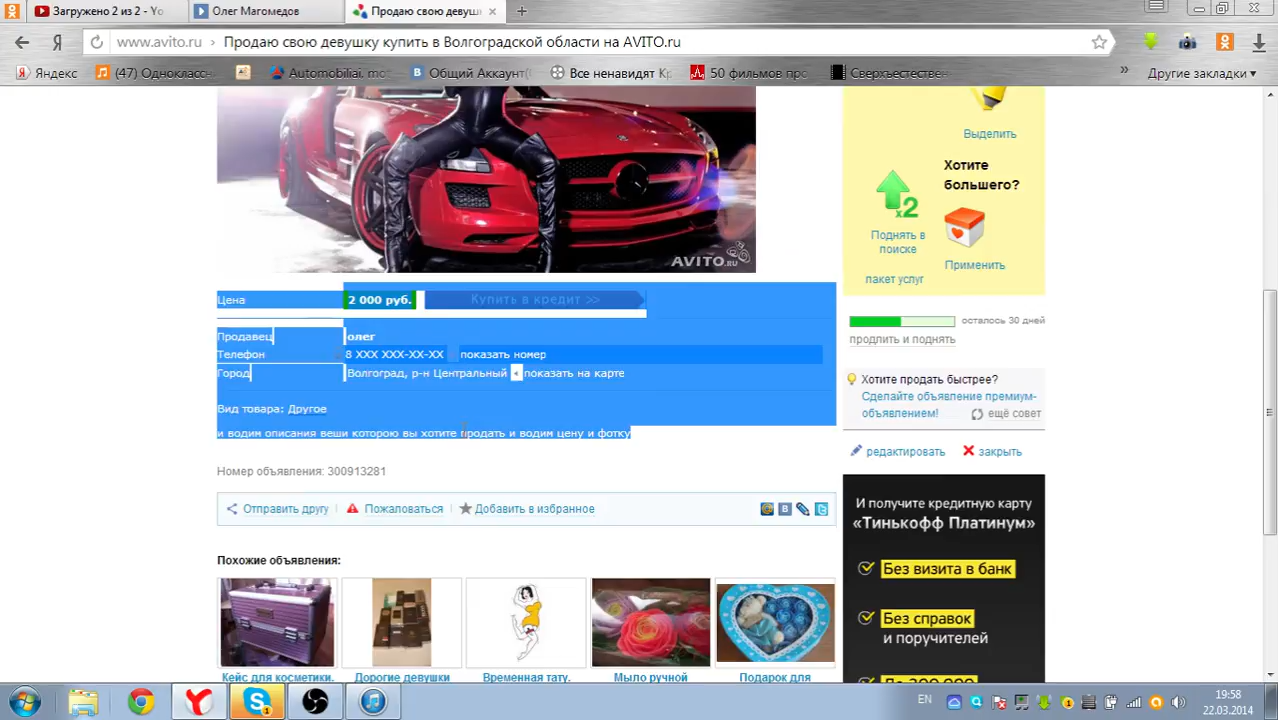 Загружено 2 из 2 - Yo
Олег Магомедов
Продаю свою девуш
www.avito.ru › Продаю свою девушку купить в Волгоградской области на AVITO.ru
Яндекс
(47) Одноклассн
Automobiliai. mo
Общий Аккаунт(
Все ненавидят Кр
50 фильмов про
Сверхъестествен
Другие закладки
Выделить
Хотите
большего?
x2
Поднять в
поиске
Применить
пакет услуг
AVITO.RU
Цена
2 000 руб.
Купить в кредит >>
осталось 30 дней
Продавец
олег
продлить и поднять
Телефон
8 XXX XXX-XX-XX
показать номер
Город
Волгоград, р-н Центральный
показать на карте
Хотите продать быстрее?
Сделайте объявление премиум-
объявлением!
ещё совет
Вид товара: Другое
и водим описания веши которою вы хотите продать и водим цену и фотку
редактировать
закрыть
Номер объявления: 300913281
Отправить другу
Пожаловаться
Добавить в избранное
И получите кредитную карту
«Тинькофф Платинум»
Без визита в банк
Без справок
и поручителей
До 300 000
Похожие объявления:
Кейс для косметики.
Дорогие девушки
Временная тату.
Мыло ручной
Подарок для
EN
19:58
22.03.2014